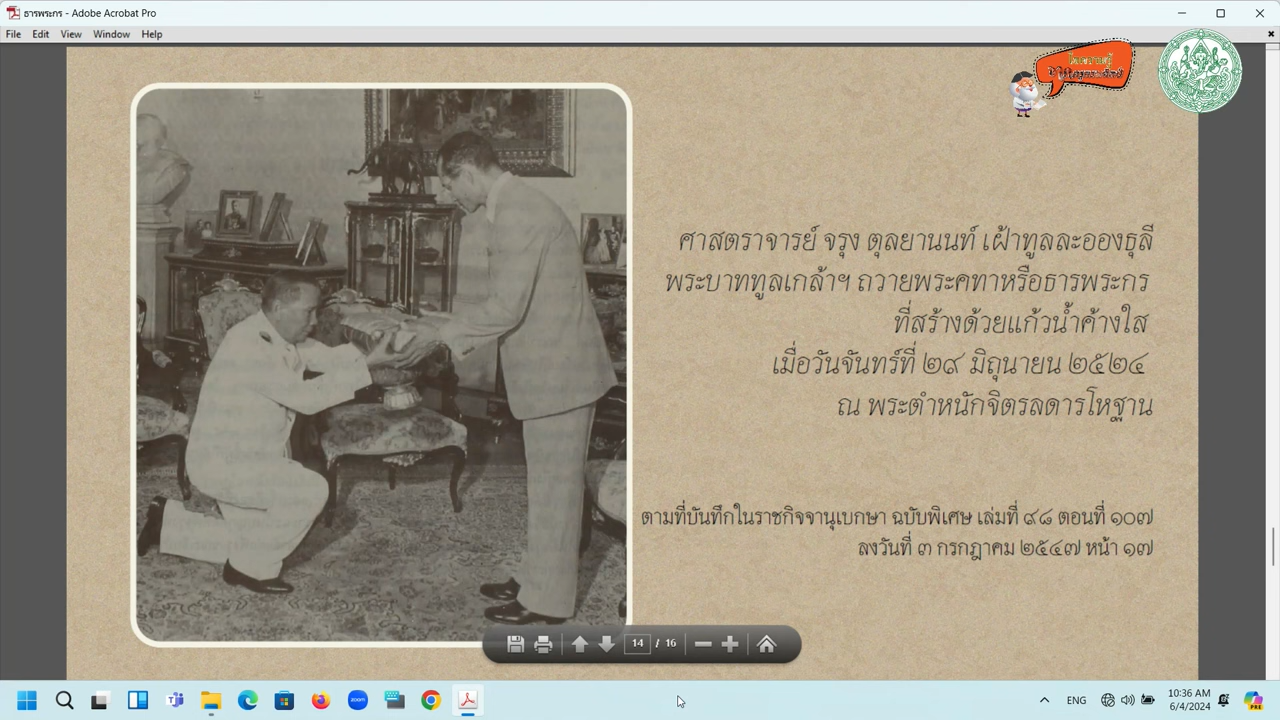 ธารพระกร - Adobe Acrobat Pro
File Edit View Window Help
ศาสตราจารย์ จรุง ตุลยานนท์ เฝ้าทูลละอองธุลี
พระบาททูลเกล้าฯ ถวายพระคทาหรือธารพระกร
ที่สร้างด้วยแก้วน้ำค้างใส
เมื่อวันจันทร์ที่ ๒๙ มิถุนายน ๒๕๒๔
ณ พระตำหนักจิตรลดารโหฐาน
ตามที่บันทึกในราชกิจจานุเบกษา ฉบับพิเศษ เล่มที่ ๙๘ ตอนที่ ๑๐๗
ลงวันที่ ๓ กรกฎาคม ๒๕๔๗ หน้า ๑๗
14 / 16
zoom
ENG
10:36 AM
6/4/2024
PRE